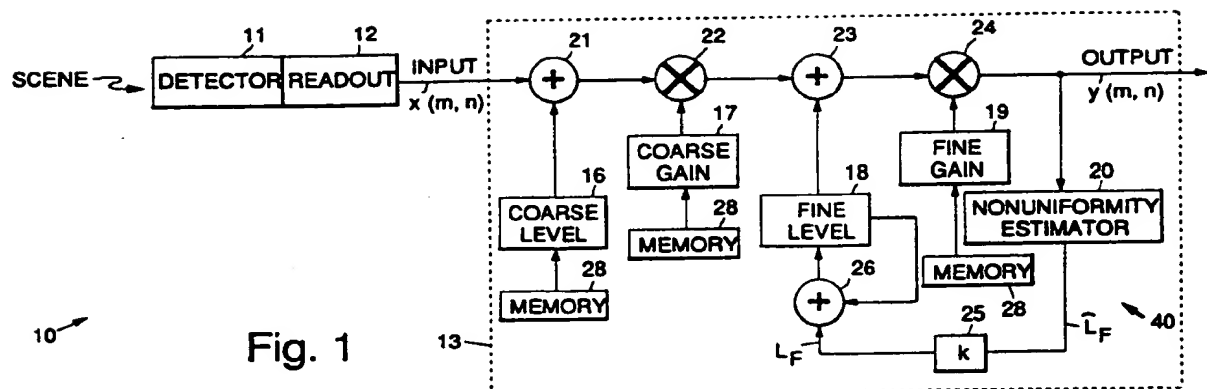 11
12
21
22
23
24
SCENE
DETECTOR
READOUT
INPUT
x (m, n)
+
+
OUTPUT
y (m, n)
17
COARSE
GAIN
19
FINE
GAIN
16
COARSE
LEVEL
28
MEMORY
18
FINE
LEVEL
20
NONUNIFORMITY
ESTIMATOR
28
MEMORY
26
+
MEMORY
28
10
Fig. 1
13
L_F
25
k
L̂_F
40